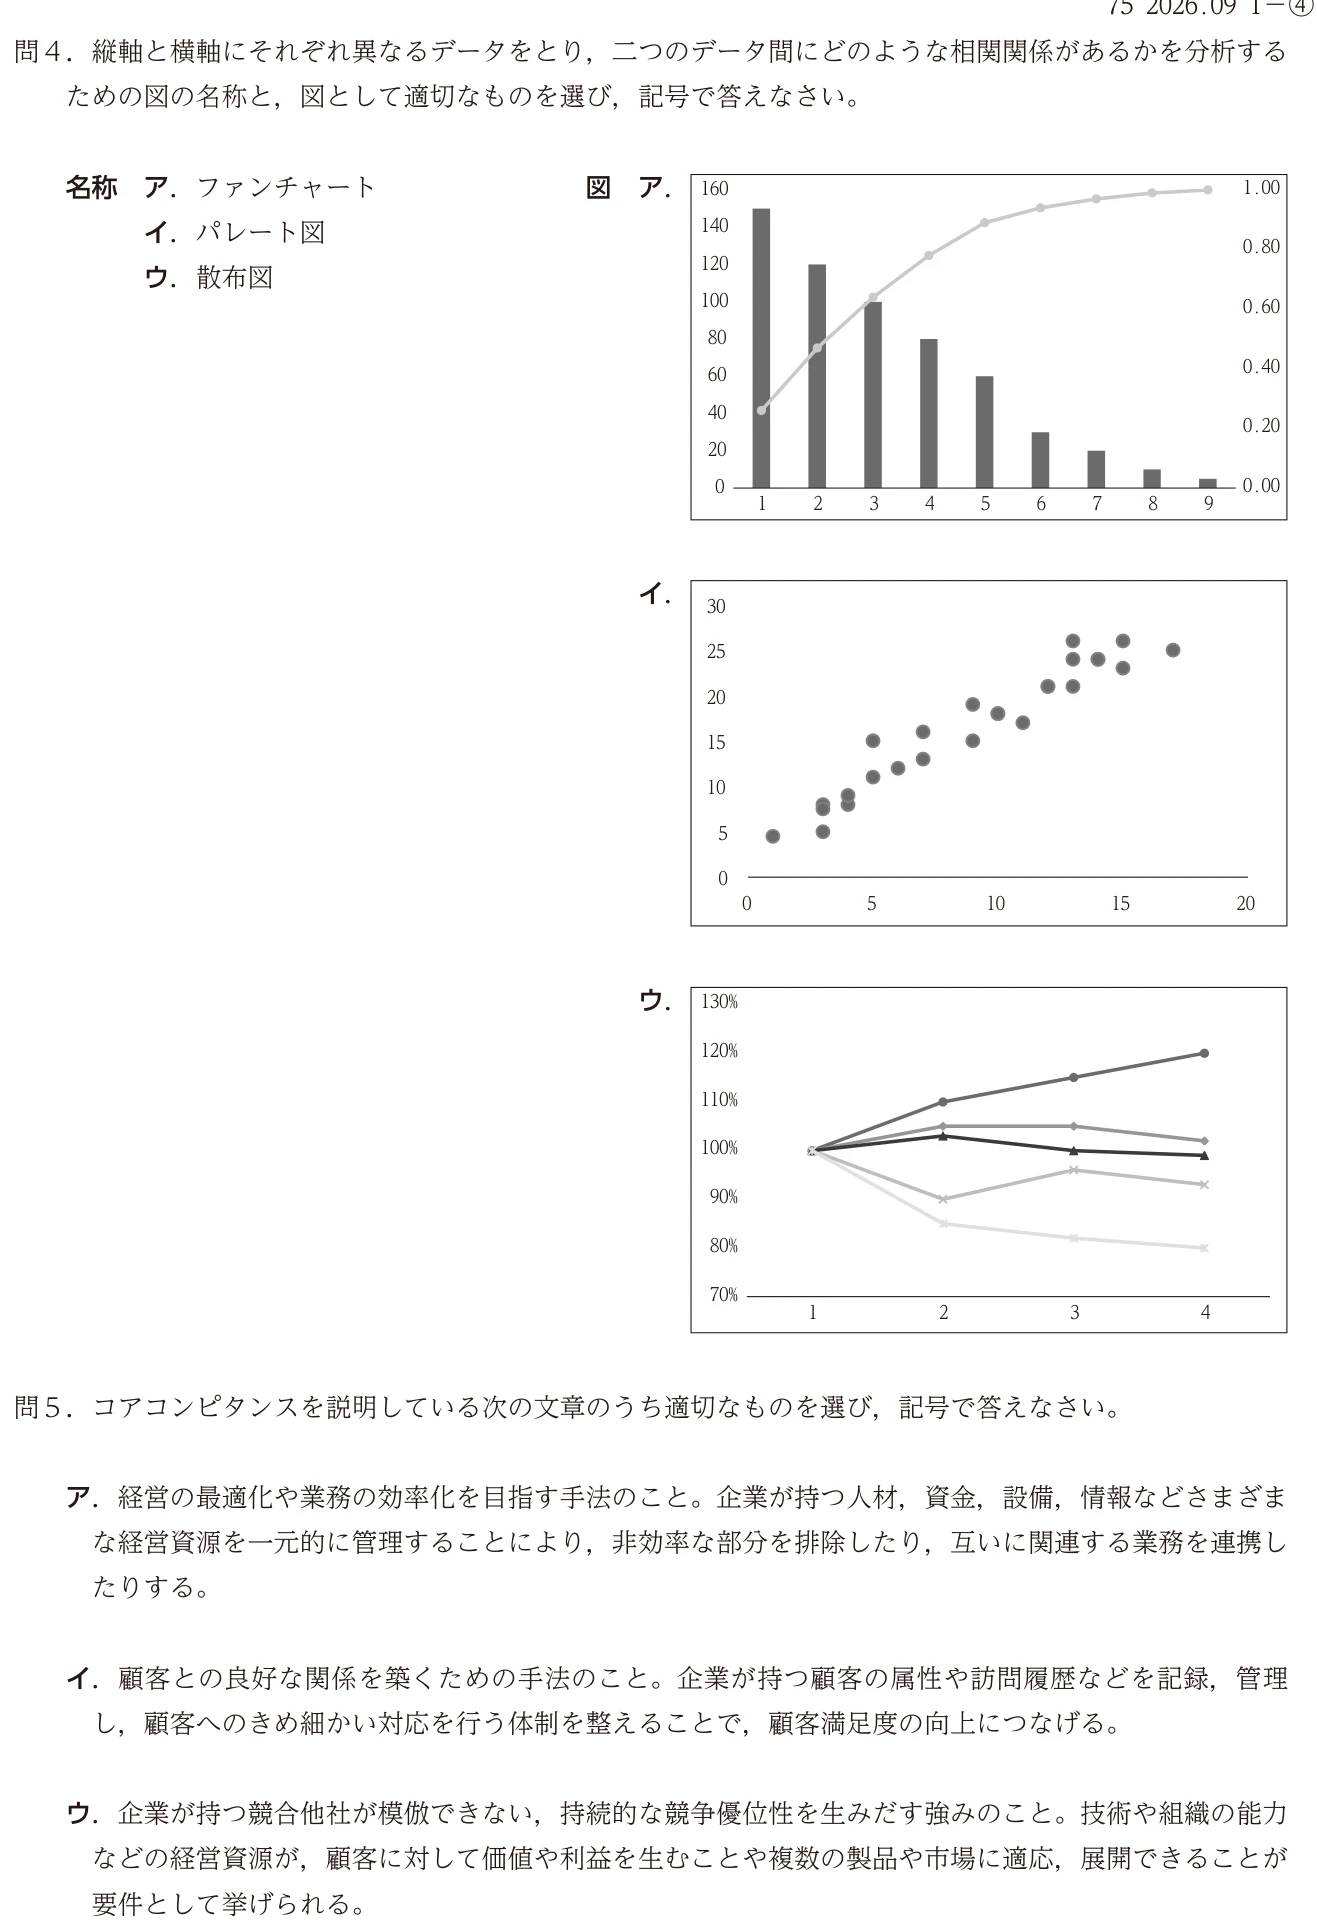 75 2026.09 1－④
問４．縦軸と横軸にそれぞれ異なるデータをとり，二つのデータ間にどのような相関関係があるかを分析する
ための図の名称と，図として適切なものを選び，記号で答えなさい。
名称 ア．ファンチャート
イ．パレート図
ウ．散布図
図 ア．
160
140
120
100
80
60
40
20
0
1.00
0.80
0.60
0.40
0.20
0.00
1 2 3 4 5 6 7 8 9
イ．
30
25
20
15
10
5
0
0 5 10 15 20
ウ．
130%
120%
110%
100%
90%
80%
70%
1 2 3 4
問５．コアコンピタンスを説明している次の文章のうち適切なものを選び，記号で答えなさい。
ア．経営の最適化や業務の効率化を目指す手法のこと。企業が持つ人材，資金，設備，情報などさまざま
な経営資源を一元的に管理することにより，非効率な部分を排除したり，互いに関連する業務を連携し
たりする。
イ．顧客との良好な関係を築くための手法のこと。企業が持つ顧客の属性や訪問履歴などを記録，管理
し，顧客へのきめ細かい対応を行う体制を整えることで，顧客満足度の向上につなげる。
ウ．企業が持つ競合他社が模倣できない，持続的な競争優位性を生みだす強みのこと。技術や組織の能力
などの経営資源が，顧客に対して価値や利益を生むことや複数の製品や市場に適応，展開できることが
要件として挙げられる。